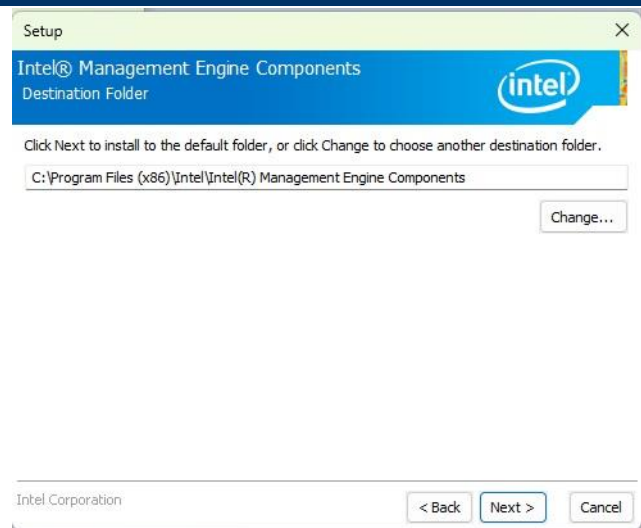 Setup
Intel® Management Engine Components
Destination Folder
intel
Click Next to install to the default folder, or click Change to choose another destination folder.
C:\Program Files (x86)\Intel\Intel(R) Management Engine Components
Change...
Intel Corporation
< Back Next > Cancel